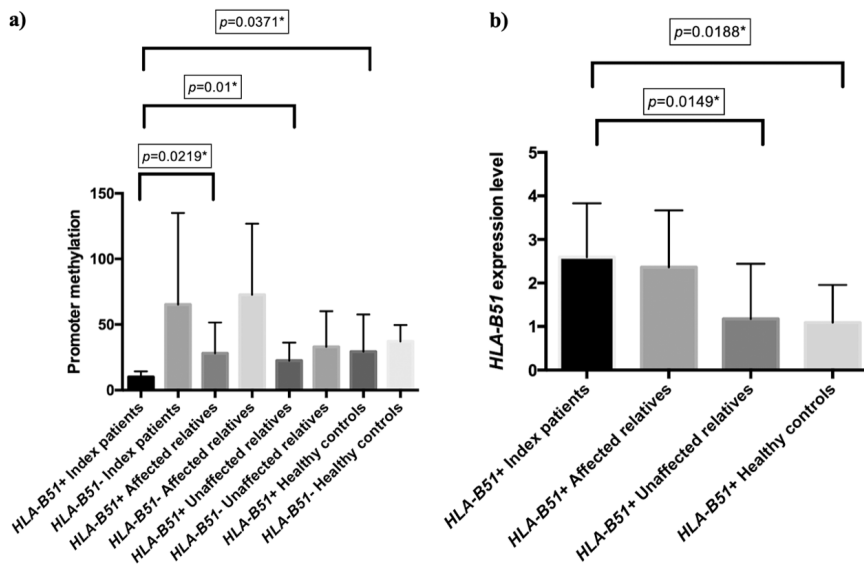 a)
p=0.0371*
p=0.01*
p=0.0219*
Promoter methylation
150
100
50
0
HLA-B51+ Index patients
HLA-B51- Index patients
HLA-B51+ Affected relatives
HLA-B51- Affected relatives
HLA-B51+ Unaffected relatives
HLA-B51- Unaffected relatives
HLA-B51+ Healthy controls
HLA-B51- Healthy controls
b)
p=0.0188*
p=0.0149*
HLA-B51 expression level
5
4
3
2
1
0
HLA-B51+ Index patients
HLA-B51+ Affected relatives
HLA-B51+ Unaffected relatives
HLA-B51+ Healthy controls